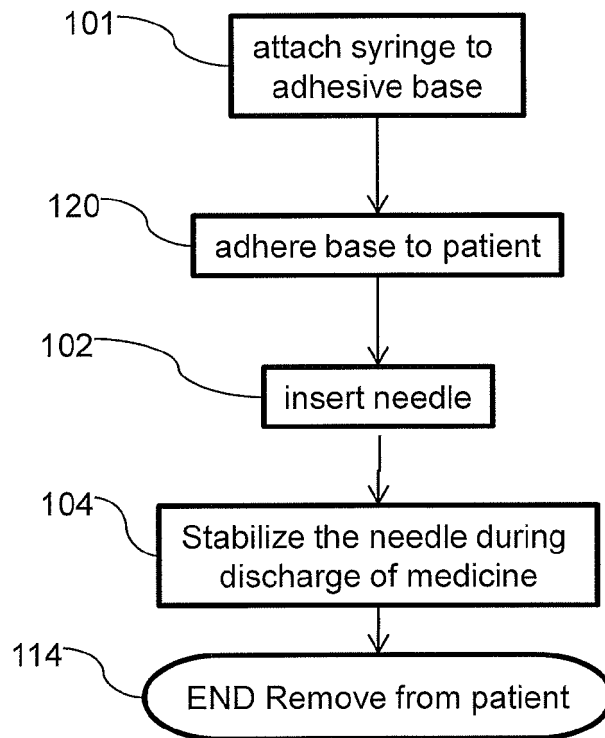 101
attach syringe to
adhesive base
120
adhere base to patient
102
insert needle
104
Stabilize the needle during
discharge of medicine
114
END Remove from patient